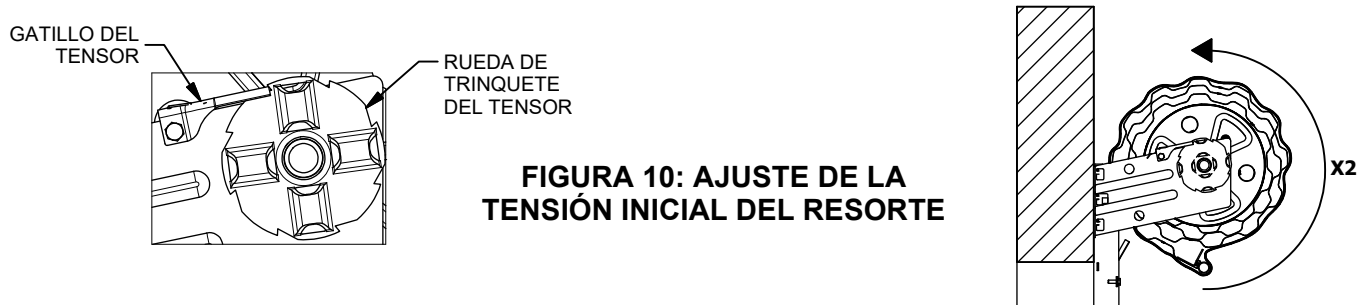 GATILLO DEL
TENSOR
RUEDA DE
TRINQUETE
DEL TENSOR
FIGURA 10: AJUSTE DE LA
TENSIÓN INICIAL DEL RESORTE
X2